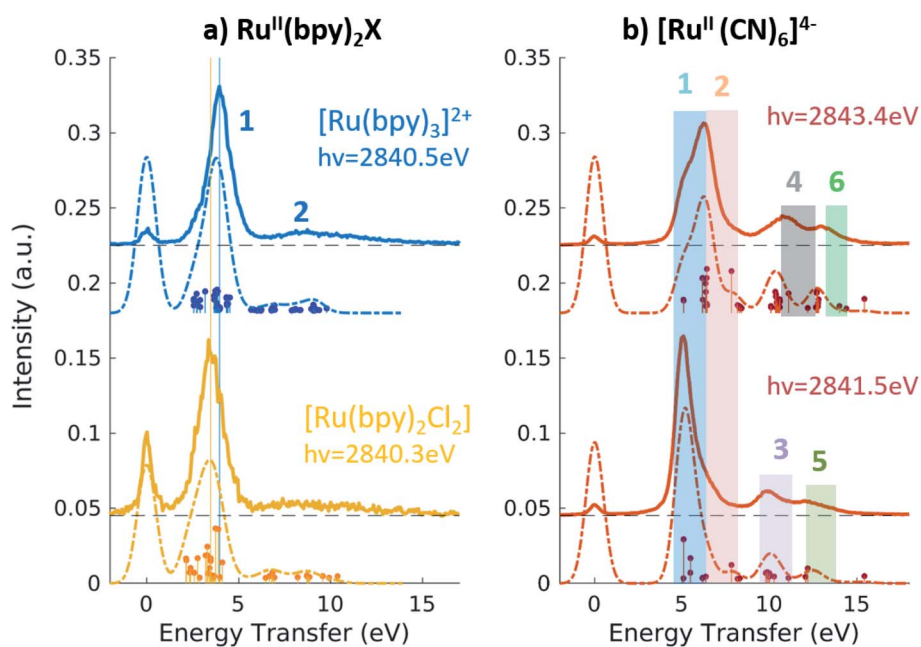 a) Ruᴵᴵ(bpy)₂X
b) [Ruᴵᴵ (CN)₆]⁴⁻
Intensity (a.u.)
0.35
0.3
0.25
0.2
0.15
0.1
0.05
0
[Ru(bpy)₃]²⁺
hv=2840.5eV
1
2
[Ru(bpy)₂Cl₂]
hv=2840.3eV
0 5 10 15
Energy Transfer (eV)
0.35
0.3
0.25
0.2
0.15
0.1
0.05
0
1 2
hv=2843.4eV
4 6
hv=2841.5eV
3 5
0 5 10 15
Energy Transfer (eV)